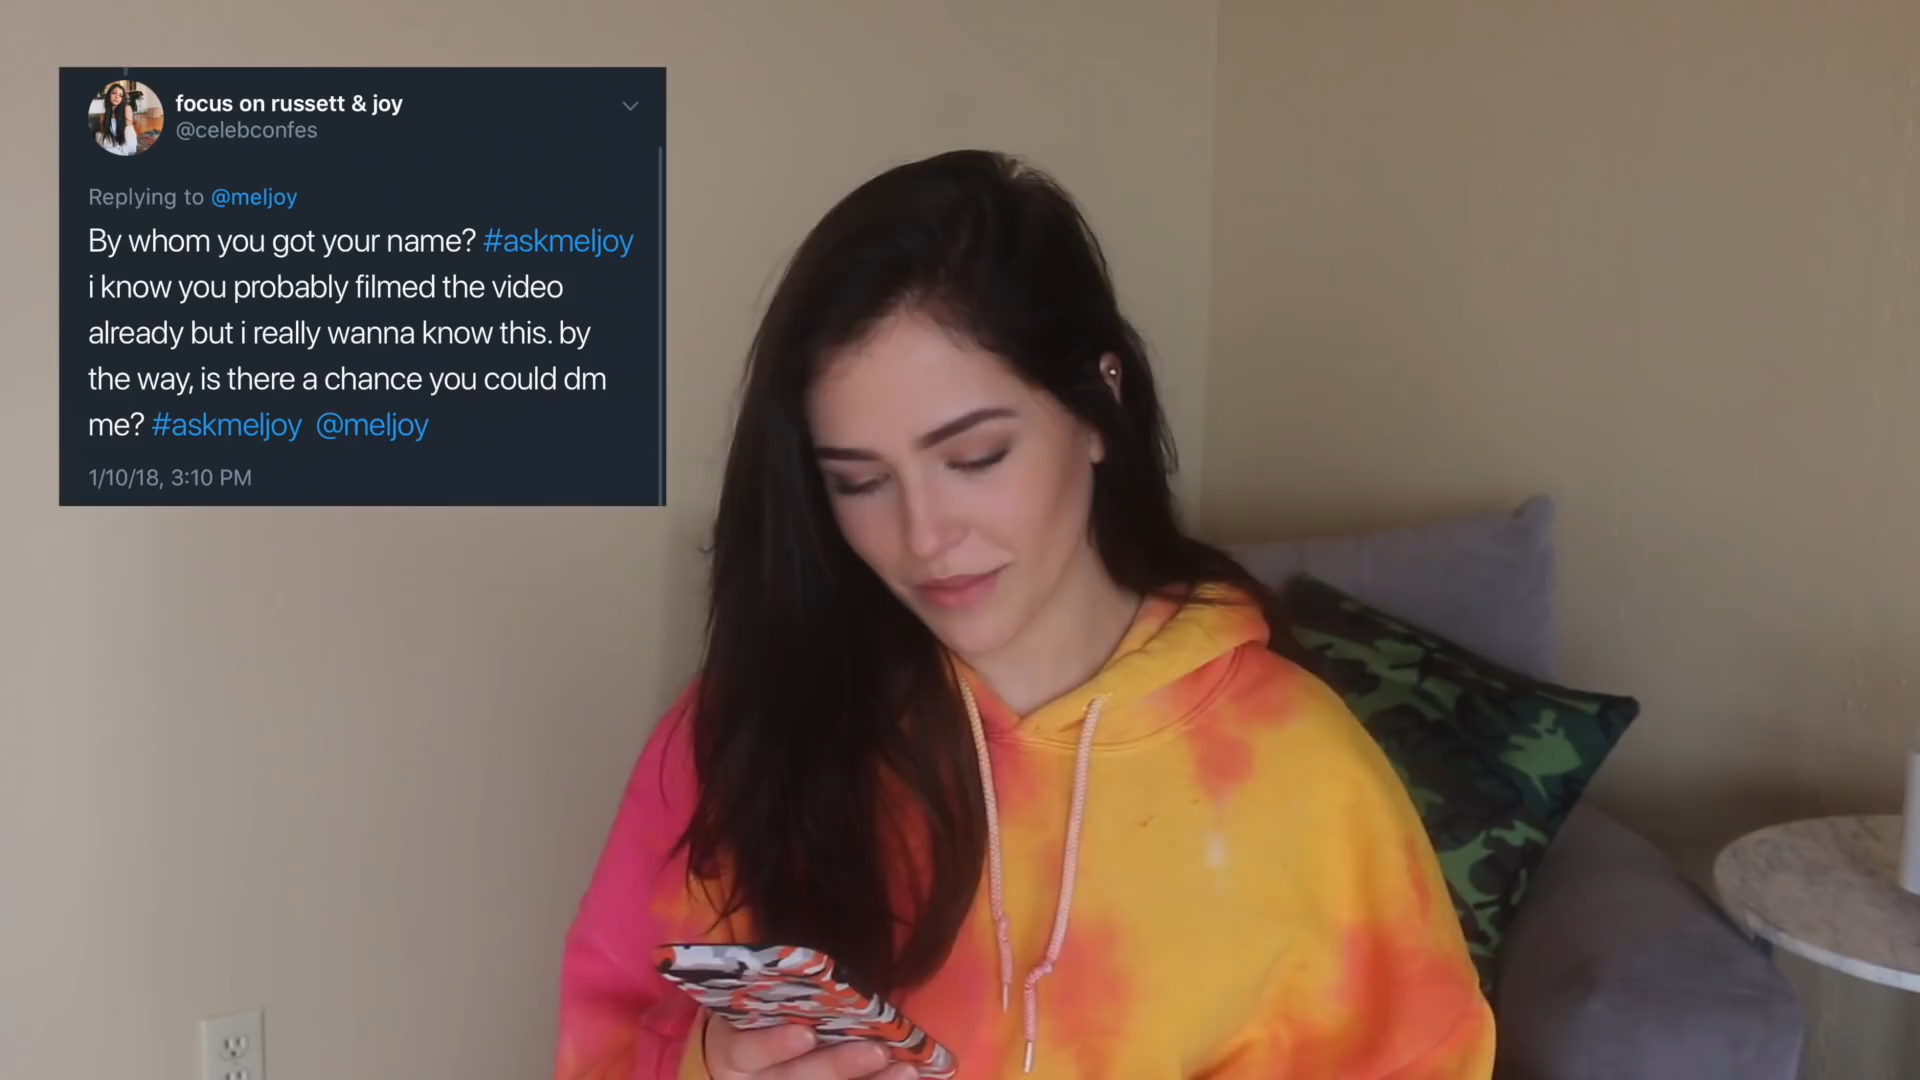 focus on russett & joy
@celebconfes
Replying to @meljoy
By whom you got your name? #askmeljoy
i know you probably filmed the video
already but i really wanna know this. by
the way, is there a chance you could dm
me? #askmeljoy @meljoy
1/10/18, 3:10 PM